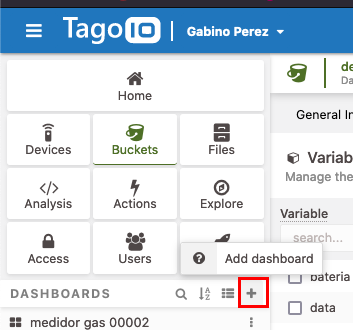 TagoIO
Gabino Perez
Home
de
Da
Devices
Buckets
Files
General In
Analysis
Actions
Explore
Variab
Manage the
Access
Users
Variable
Add dashboard
search...
DASHBOARDS
bateria
medidor gas 00002
data